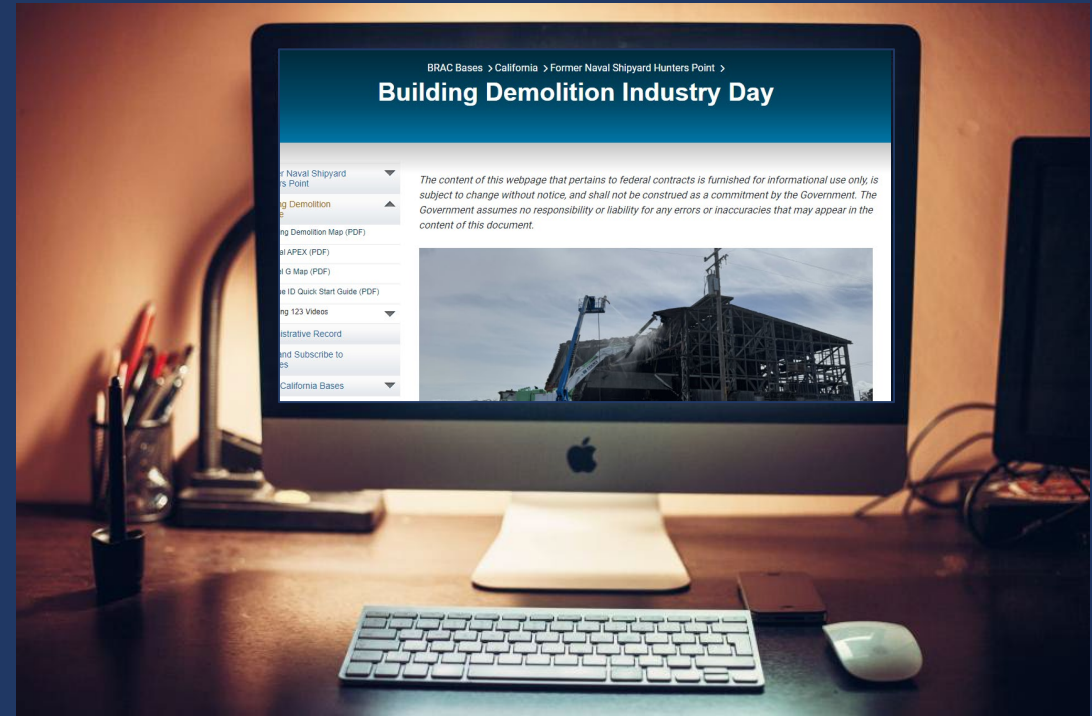 BRAC Bases > California > Former Naval Shipyard Hunters Point >
Building Demolition Industry Day
r Naval Shipyard
rs Point
ng Demolition
e
ng Demolition Map (PDF)
al APEX (PDF)
l G Map (PDF)
e ID Quick Start Guide (PDF)
ng 123 Videos
istrative Record
and Subscribe to
es
California Bases
The content of this webpage that pertains to federal contracts is furnished for informational use only, is
subject to change without notice, and shall not be construed as a commitment by the Government. The
Government assumes no responsibility or liability for any errors or inaccuracies that may appear in the
content of this document.